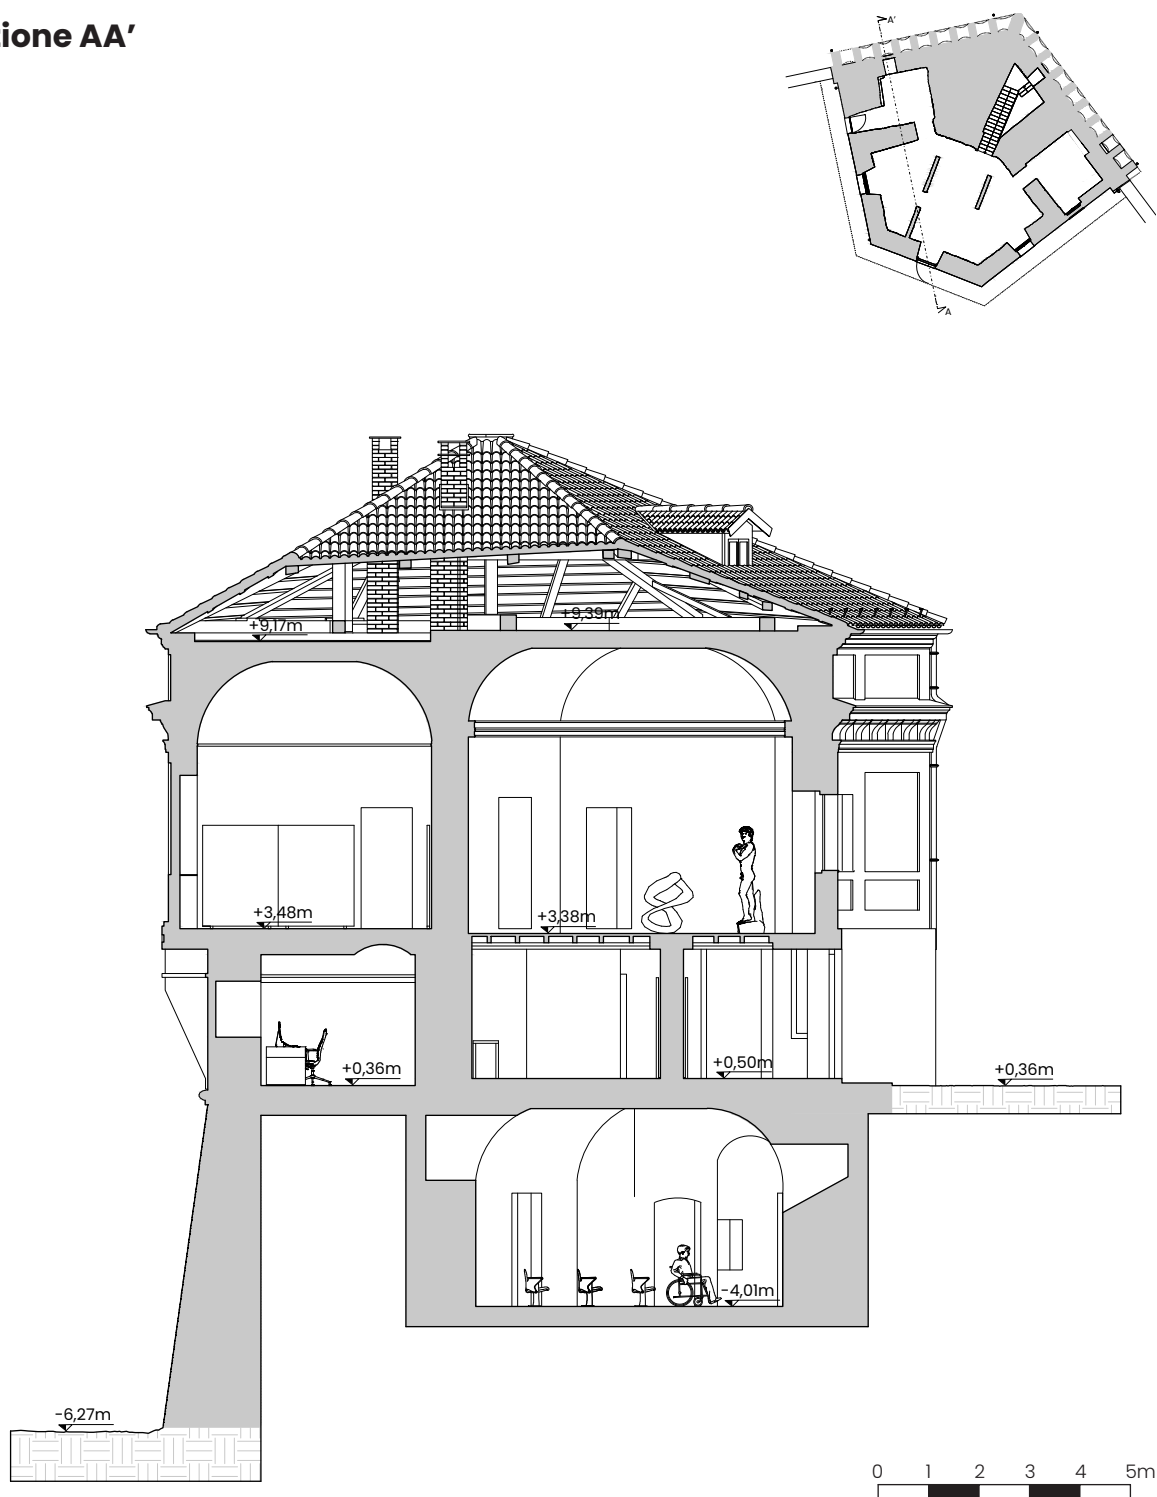 zione AA’
A'
A
+9,17m
+9,39m
+3,48m
+3,38m
+0,36m
+0,50m
+0,36m
-4,01m
-6,27m
0 1 2 3 4 5m